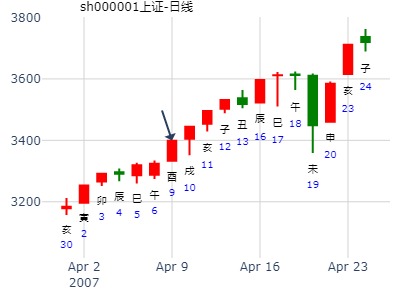 sh000001上证-日线
3800
3600
3400
3200
亥
30
寅
2
卯
3
辰
4
巳
5
午
6
酉
9
戌
10
亥
11
子
12
丑
13
辰
16
巳
17
午
18
未
19
申
20
亥
23
子
24
Apr 2
2007
Apr 9
Apr 16
Apr 23